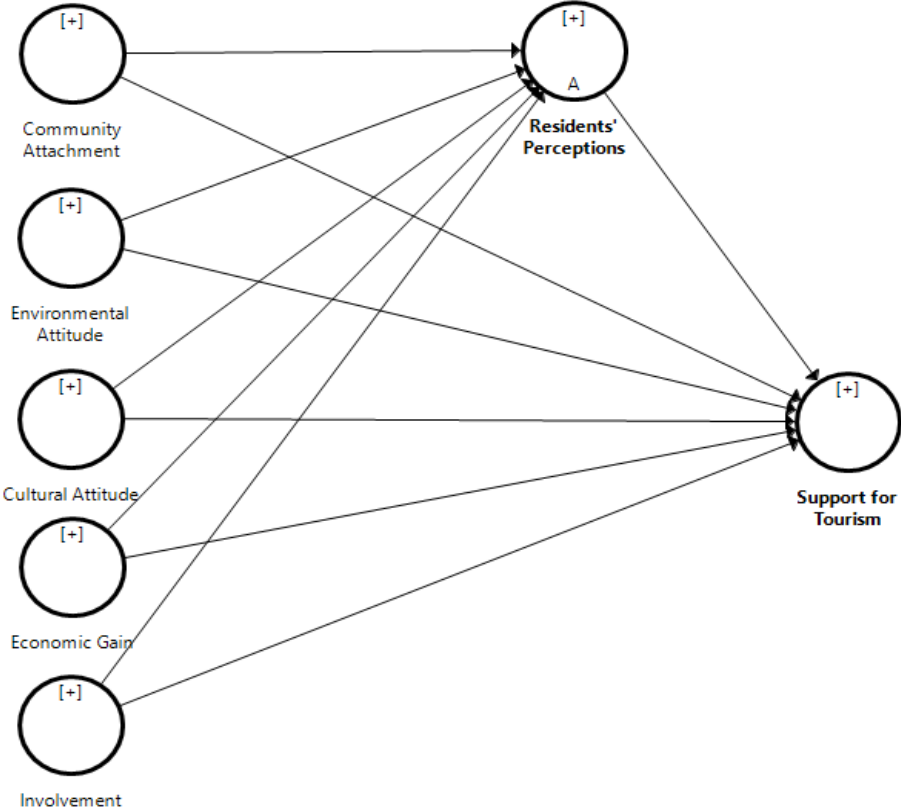 [+]
Community
Attachment
[+]
A
Residents'
Perceptions
[+]
Environmental
Attitude
[+]
Cultural Attitude
[+]
Support for
Tourism
[+]
Economic Gain
[+]
Involvement